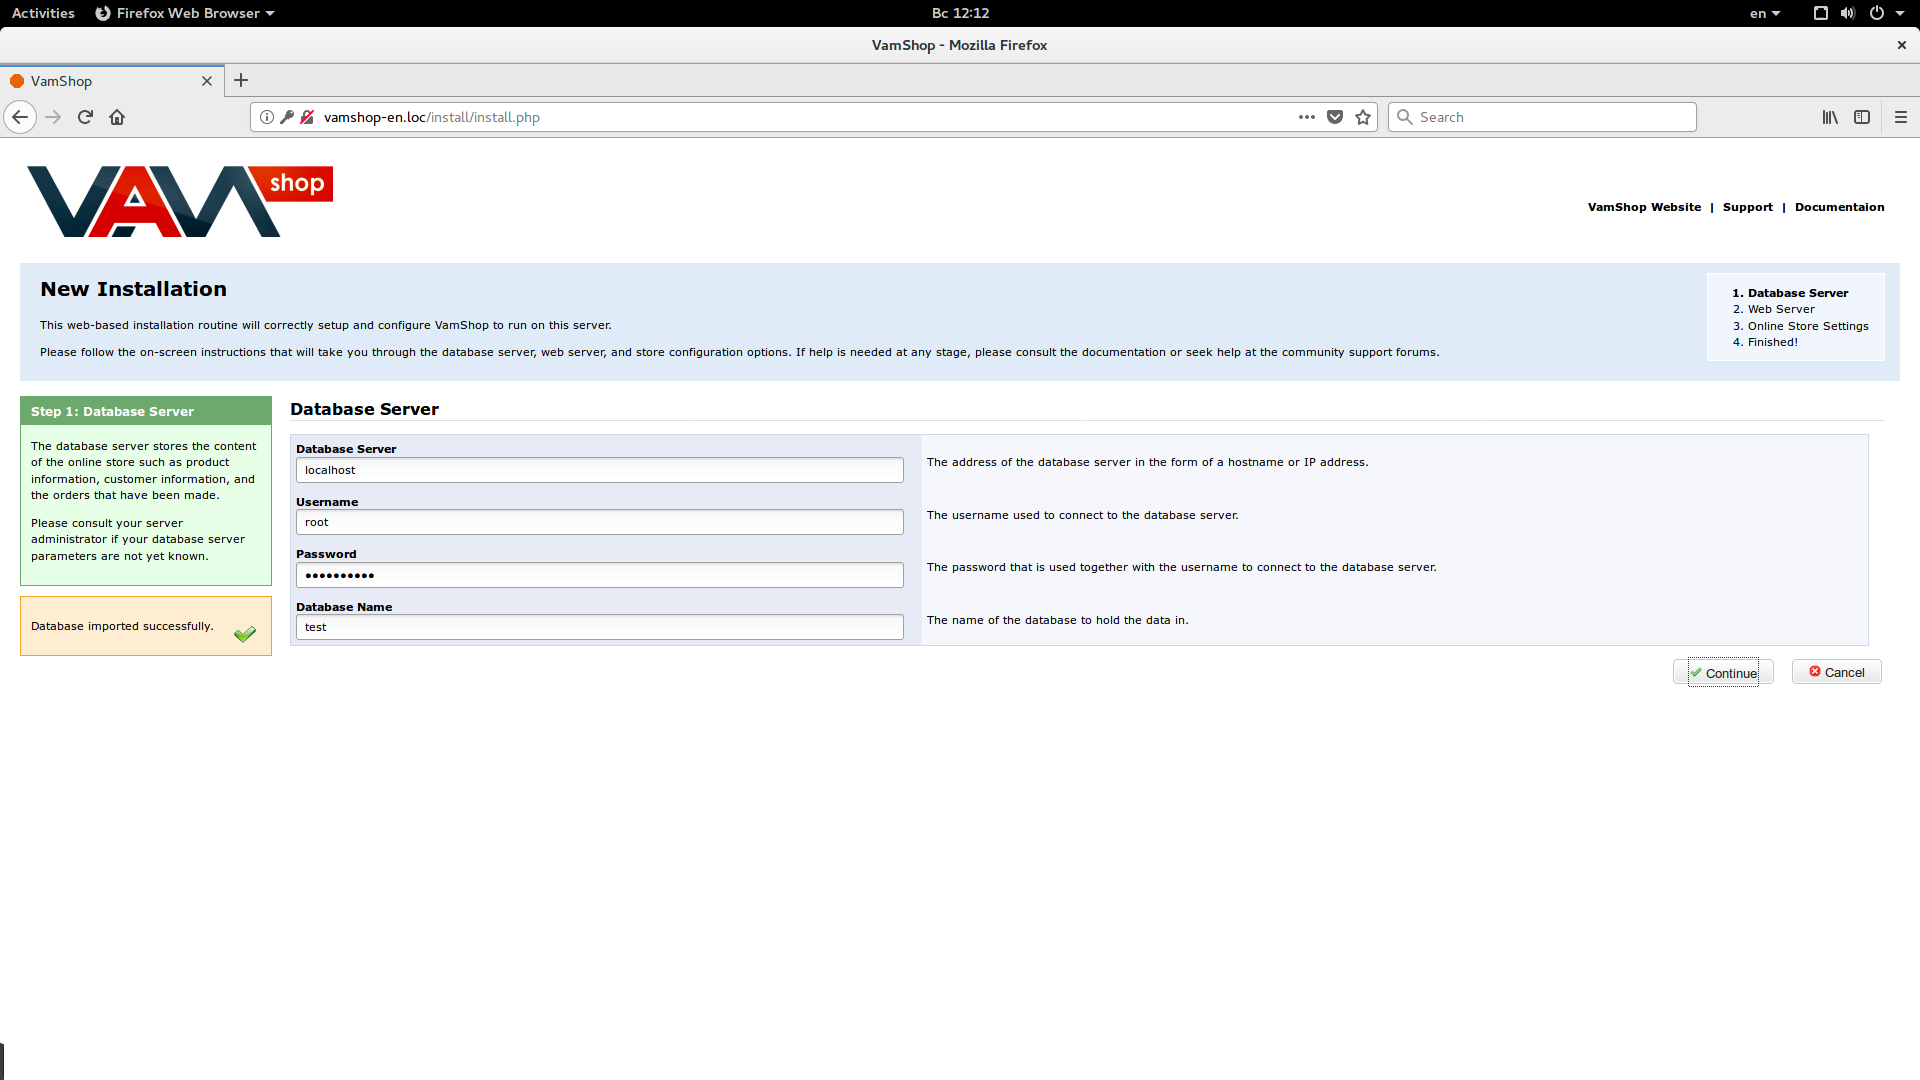 Activities Firefox Web Browser Вс 12:12 en
VamShop - Mozilla Firefox
VamShop
vamshop-en.loc/install/install.php Search
VAM shop
VamShop Website | Support | Documentaion
New Installation
This web-based installation routine will correctly setup and configure VamShop to run on this server.
Please follow the on-screen instructions that will take you through the database server, web server, and store configuration options. If help is needed at any stage, please consult the documentation or seek help at the community support forums.
1. Database Server
2. Web Server
3. Online Store Settings
4. Finished!
Step 1: Database Server
The database server stores the content
of the online store such as product
information, customer information, and
the orders that have been made.
Please consult your server
administrator if your database server
parameters are not yet known.
Database imported successfully.
Database Server
Database Server
localhost
The address of the database server in the form of a hostname or IP address.
Username
root
The username used to connect to the database server.
Password
••••••••••
The password that is used together with the username to connect to the database server.
Database Name
test
The name of the database to hold the data in.
Continue Cancel